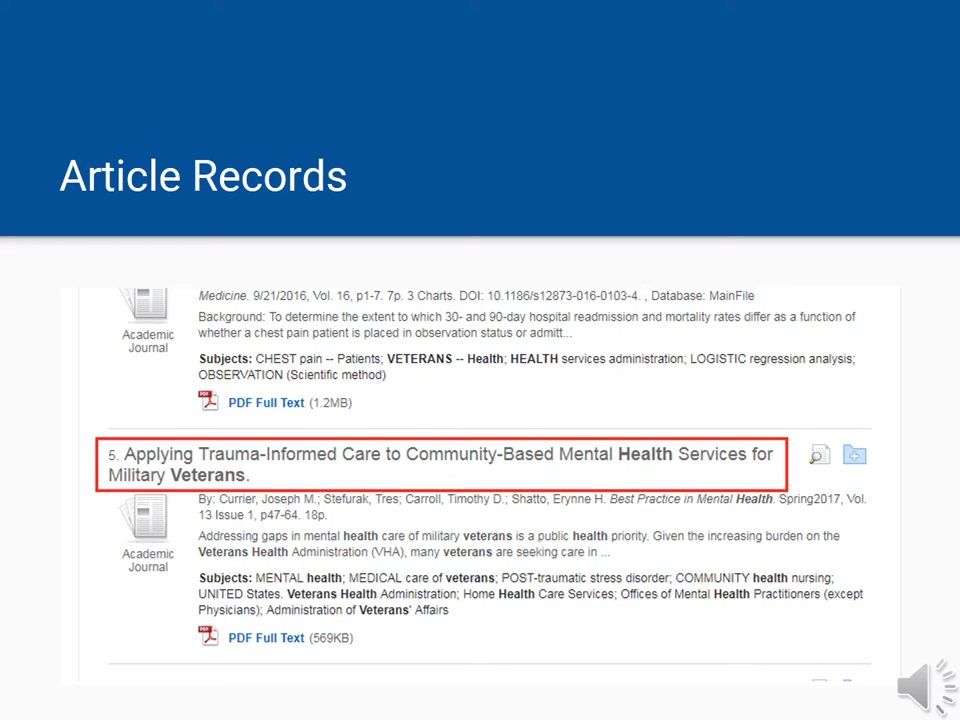 Article Records
Medicine. 9/21/2016, Vol. 16, p1-7. 7p. 3 Charts. DOI: 10.1186/s12873-016-0103-4. , Database: MainFile
Background: To determine the extent to which 30- and 90-day hospital readmission and mortality rates differ as a function of
whether a chest pain patient is placed in observation status or admitt...
Academic
Journal
Subjects: CHEST pain -- Patients; VETERANS -- Health; HEALTH services administration; LOGISTIC regression analysis;
OBSERVATION (Scientific method)
PDF Full Text (1.2MB)
5. Applying Trauma-Informed Care to Community-Based Mental Health Services for
Military Veterans.
By: Currier, Joseph M.; Stefurak, Tres; Carroll, Timothy D.; Shatto, Erynne H. Best Practice in Mental Health. Spring2017, Vol.
13 Issue 1, p47-64. 18p.
Addressing gaps in mental health care of military veterans is a public health priority. Given the increasing burden on the
Veterans Health Administration (VHA), many veterans are seeking care in ...
Academic
Journal
Subjects: MENTAL health; MEDICAL care of veterans; POST-traumatic stress disorder; COMMUNITY health nursing;
UNITED States. Veterans Health Administration; Home Health Care Services; Offices of Mental Health Practitioners (except
Physicians); Administration of Veterans' Affairs
PDF Full Text (569KB)